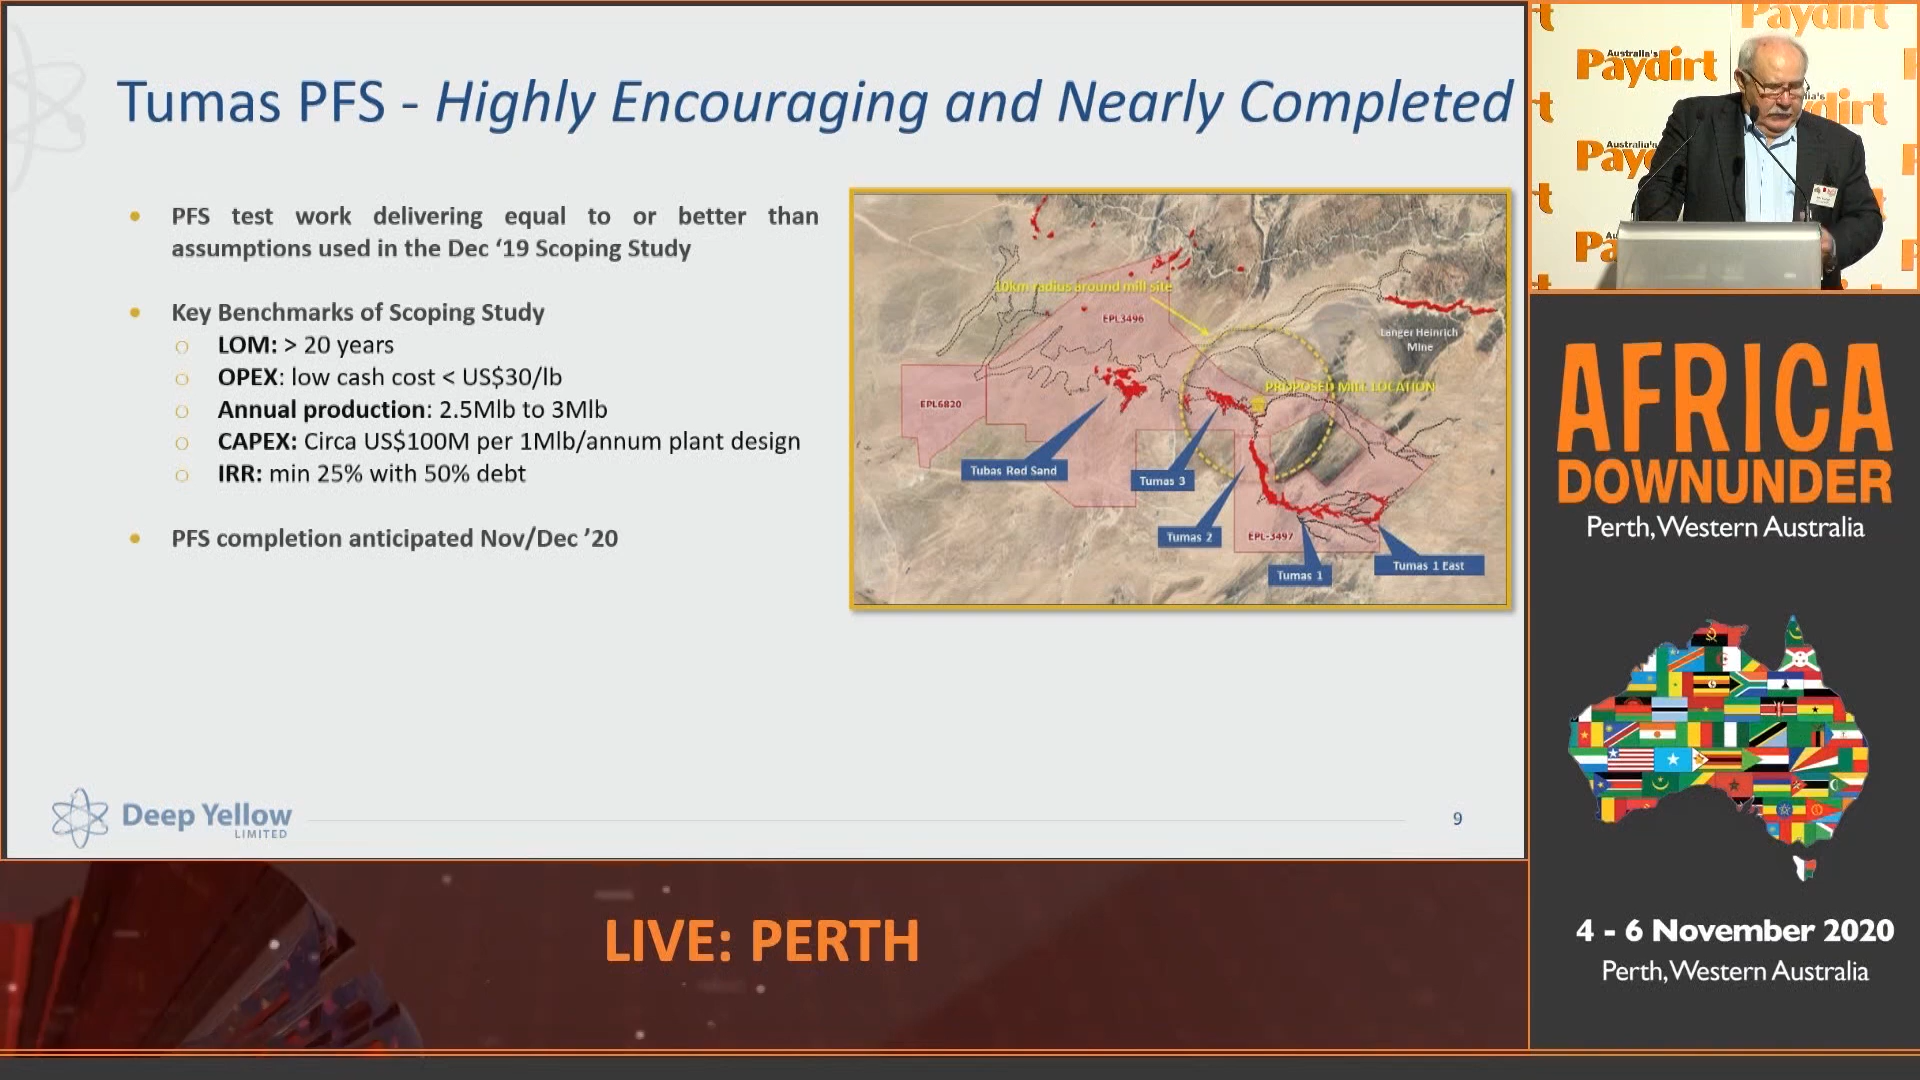 Tumas PFS - Highly Encouraging and Nearly Completed
PFS test work delivering equal to or better than
assumptions used in the Dec ‘19 Scoping Study
Key Benchmarks of Scoping Study
LOM: > 20 years
OPEX: low cash cost < US$30/lb
Annual production: 2.5Mlb to 3Mlb
CAPEX: Circa US$100M per 1Mlb/annum plant design
IRR: min 25% with 50% debt
PFS completion anticipated Nov/Dec ’20
10km radius around mill site
EPL3496
Langer Heinrich
Mine
PROPOSED MILL LOCATION
EPL6820
Tubas Red Sand
Tumas 3
Tumas 2
EPL-3497
Tumas 1
Tumas 1 East
Deep Yellow
LIMITED
9
Paydirt
Australia's
Paydirt
AFRICA
DOWNUNDER
Perth, Western Australia
4 - 6 November 2020
Perth, Western Australia
LIVE: PERTH